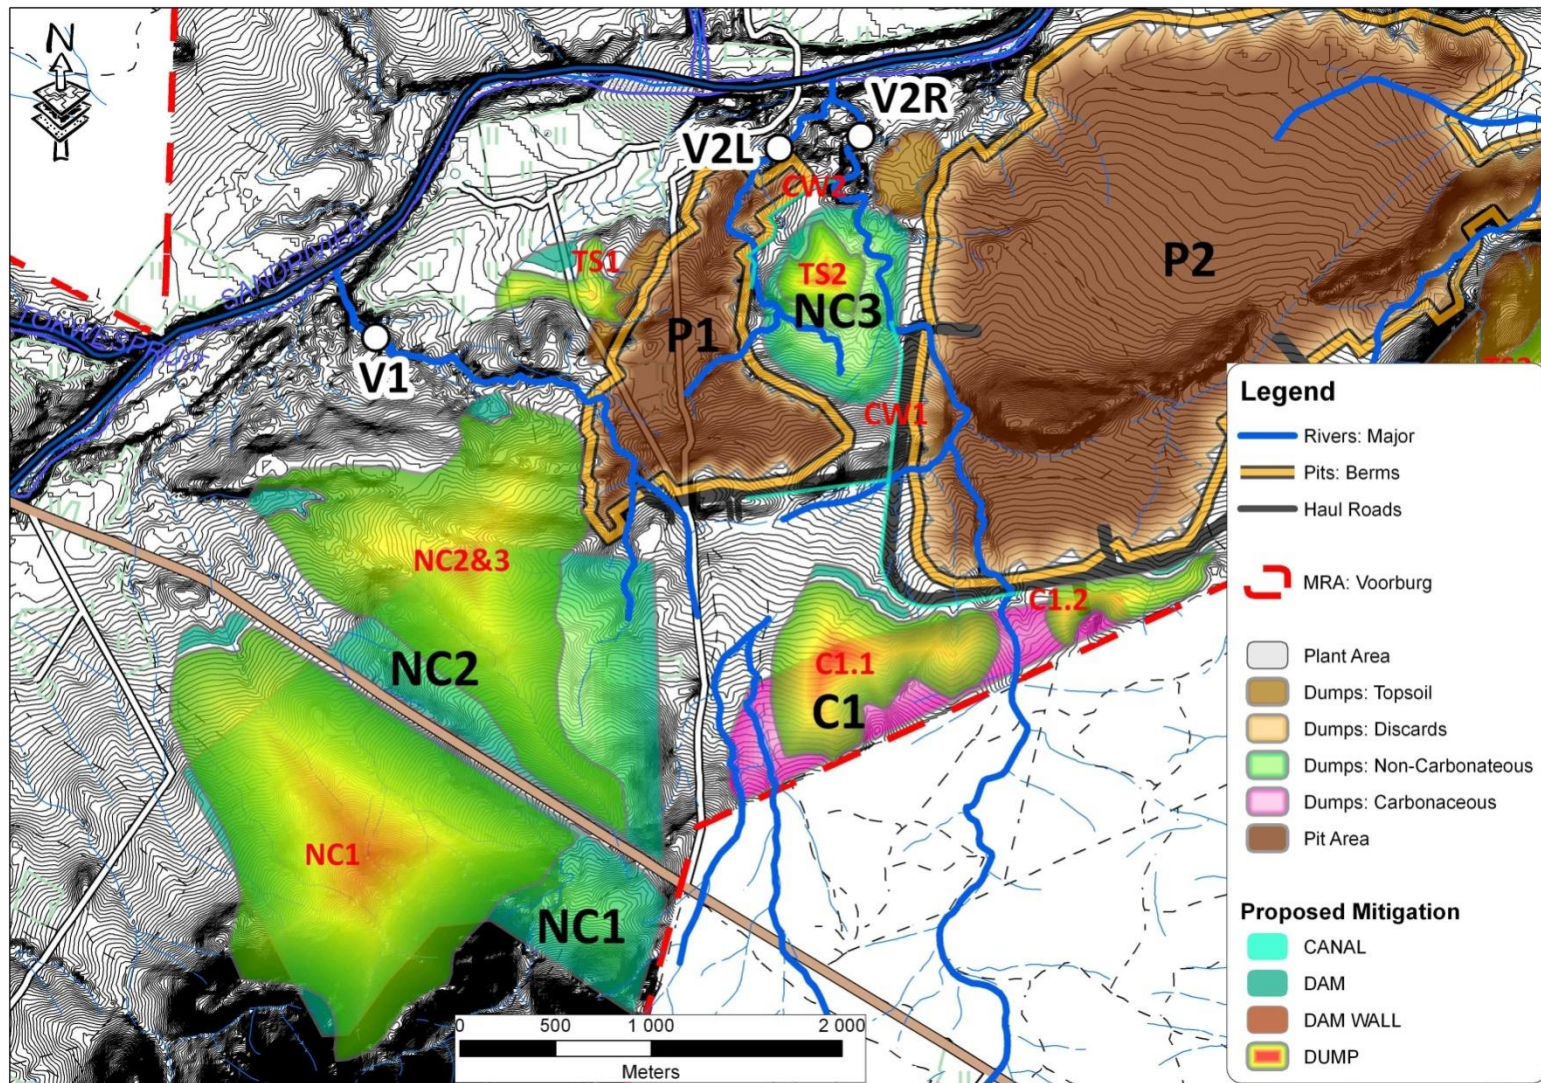 N
V2R
V2L
CW2
SANDRIVIER
TOKWESPRUIT
TS1
TS2
NC3
P1
P2
V1
CW1
NC2&3
C1.2
NC2
C1.1
C1
NC1
NC1
0 500 1 000 2 000
Meters
Legend
Rivers: Major
Pits: Berms
Haul Roads
MRA: Voorburg
Plant Area
Dumps: Topsoil
Dumps: Discards
Dumps: Non-Carbonateous
Dumps: Carbonaceous
Pit Area
Proposed Mitigation
CANAL
DAM
DAM WALL
DUMP